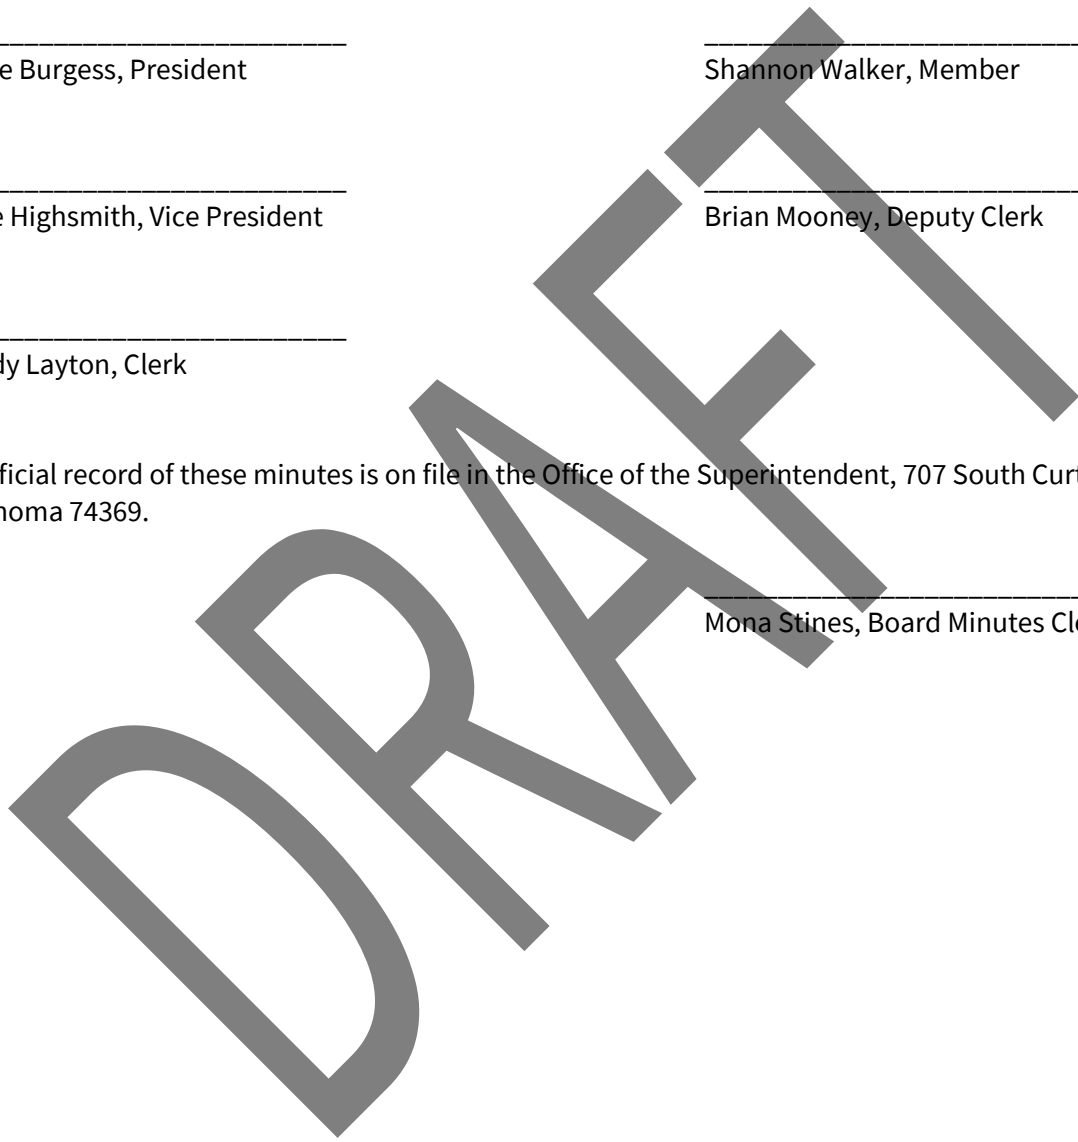 e Burgess, President
Shannon Walker, Member
e Highsmith, Vice President
Brian Mooney, Deputy Clerk
dy Layton, Clerk
ficial record of these minutes is on file in the Office of the Superintendent, 707 South Curt
homa 74369.
Mona Stines, Board Minutes Cle
DRAFT